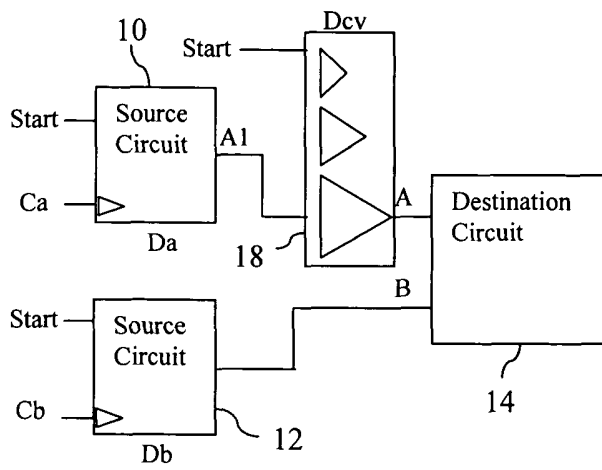 Dcv
10
Start
Source
Circuit
Start
A1
Ca
Da
18
A
Destination
Circuit
B
Start
Source
Circuit
Cb
Db
12
14